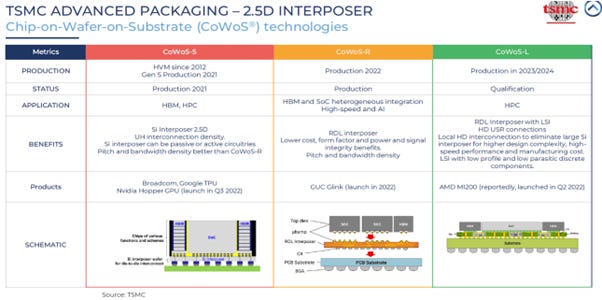 TSMC ADVANCED PACKAGING – 2.5D INTERPOSER
tsmc
Chip-on-Wafer-on-Substrate (CoWoS®) technologies
Metrics CoWoS-S CoWoS-R CoWoS-L
PRODUCTION
HVM since 2012
Gen 5 Production 2021
Production 2022
Production in 2023/2024
STATUS
Production 2021
Production
Qualification
APPLICATION
HBM, HPC
HBM and SoC heterogeneous integration
High-speed and AI
HPC
BENEFITS
Si Interposer 2.5D
UH interconnection density.
Si interposer can be passive or active circuitries
Pitch and bandwidth density better than CoWoS-R
RDL interposer
Lower cost, form factor and power and signal
integrity benefits.
Pitch and bandwidth density
RDL Interposer with LSI
HD USR connections
Local HD interconnection to eliminate large Si
interposer for higher design complexity, high-
speed performance and manufacturing cost.
LSI with low profile and low parasitic discrete
components.
Products
Broadcom, Google TPU
Nvidia Hopper GPU (launch in Q3 2022)
GUC Glink (launch in 2022)
AMD MI200 (reportedly, launched in Q2 2022)
SCHEMATIC
Chips of various
functions and schemes
Si interposer wafer
for die-to-die interconnect
Top dies
μbump
RDL Interposer
C4
PCB Substrate
BGA
PCB Substrate
Substrate
Source: TSMC